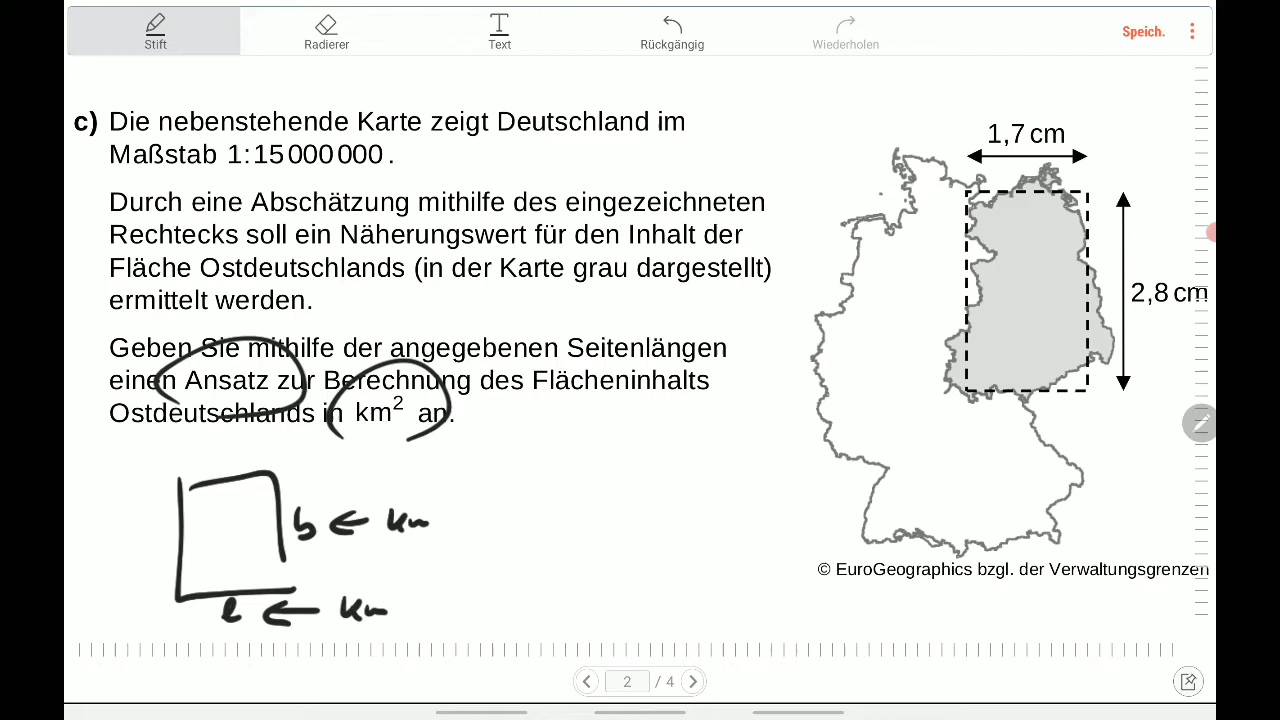 Stift
Radierer
Text
Rückgängig
Wiederholen
Speich.
c) Die nebenstehende Karte zeigt Deutschland im
Maßstab 1:15 000 000.
Durch eine Abschätzung mithilfe des eingezeichneten
Rechtecks soll ein Näherungswert für den Inhalt der
Fläche Ostdeutschlands (in der Karte grau dargestellt)
ermittelt werden.
Geben Sie mithilfe der angegebenen Seitenlängen
einen Ansatz zur Berechnung des Flächeninhalts
Ostdeutschlands in km² an.
1,7 cm
2,8 cm
© EuroGeographics bzgl. der Verwaltungsgrenzen
b ← km
l ← km
2 / 4